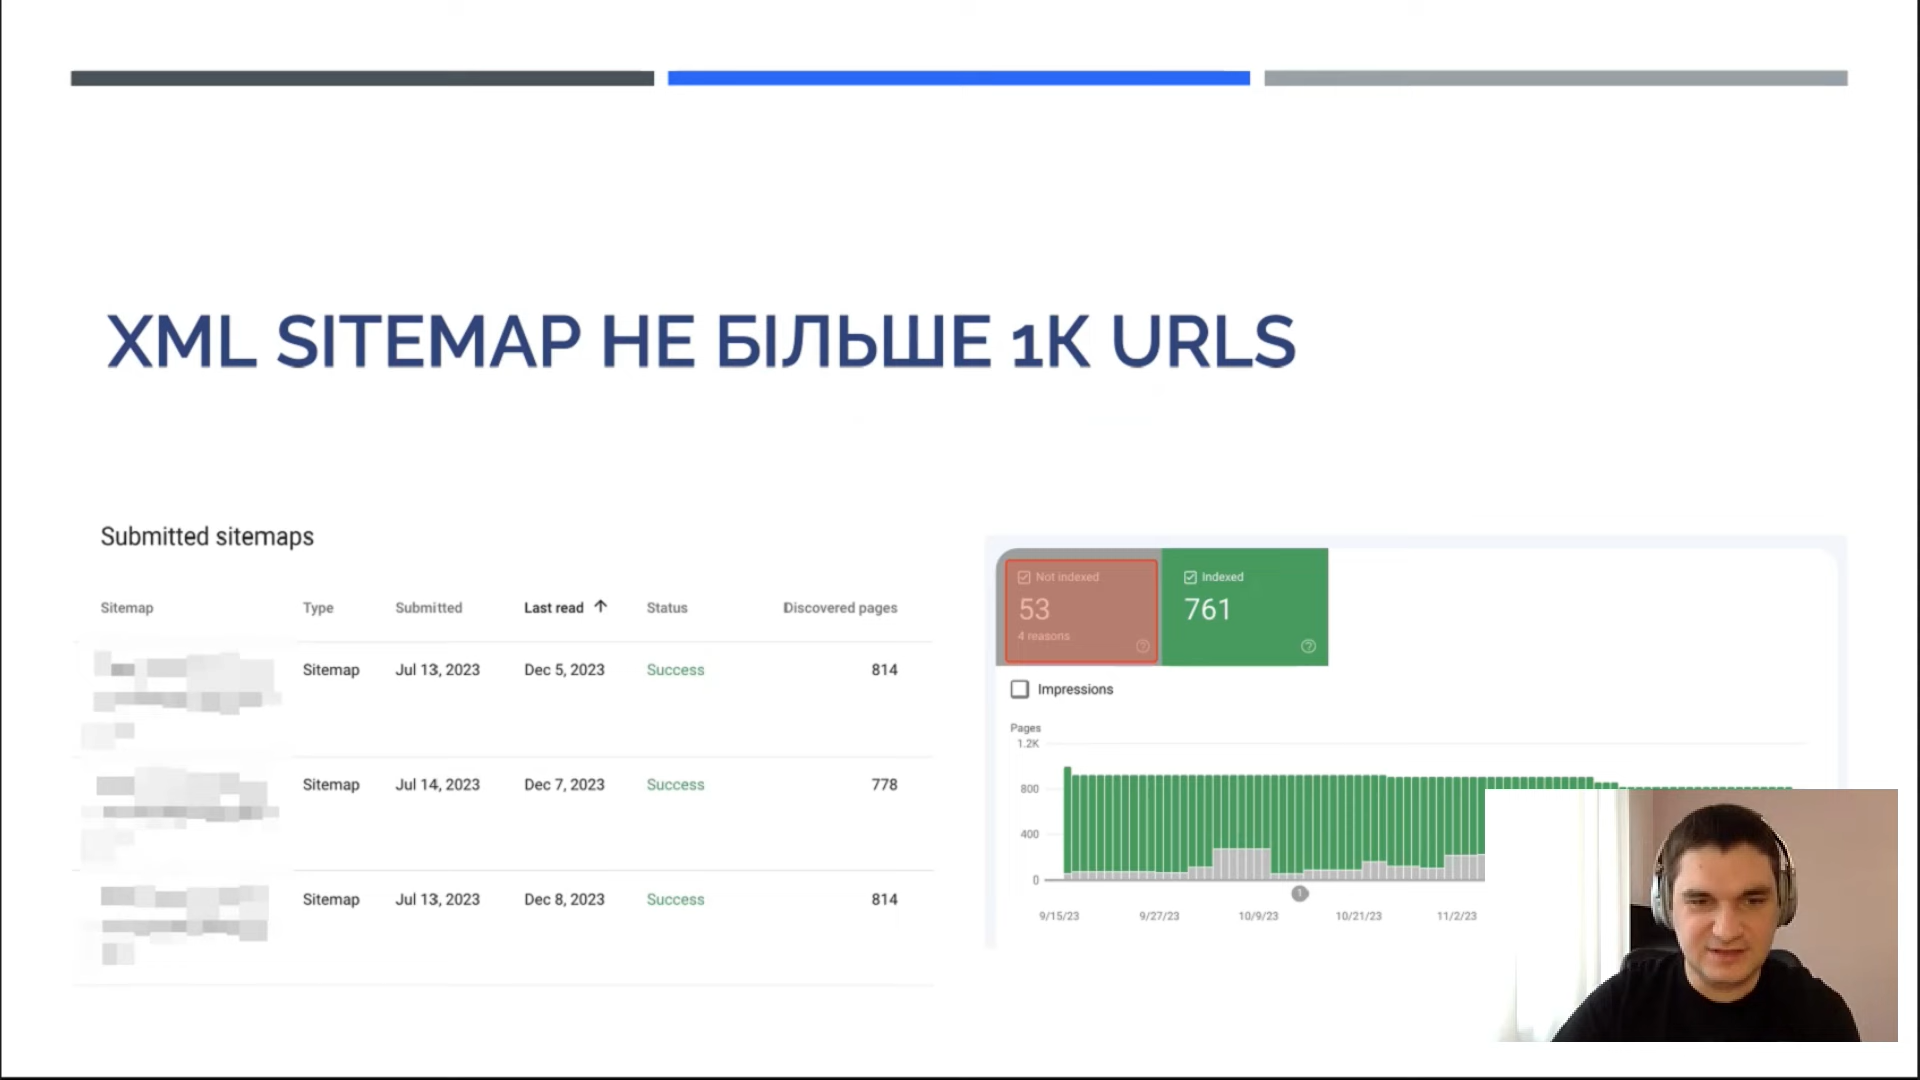 XML SITEMAP НЕ БІЛЬШЕ 1K URLS
Submitted sitemaps
Sitemap Type Submitted Last read ↑ Status Discovered pages
Sitemap Jul 13, 2023 Dec 5, 2023 Success 814
Sitemap Jul 14, 2023 Dec 7, 2023 Success 778
Sitemap Jul 13, 2023 Dec 8, 2023 Success 814
Not indexed
53
4 reasons
Indexed
761
Impressions
Pages
1.2K
800
400
0
1
9/15/23 9/27/23 10/9/23 10/21/23 11/2/23